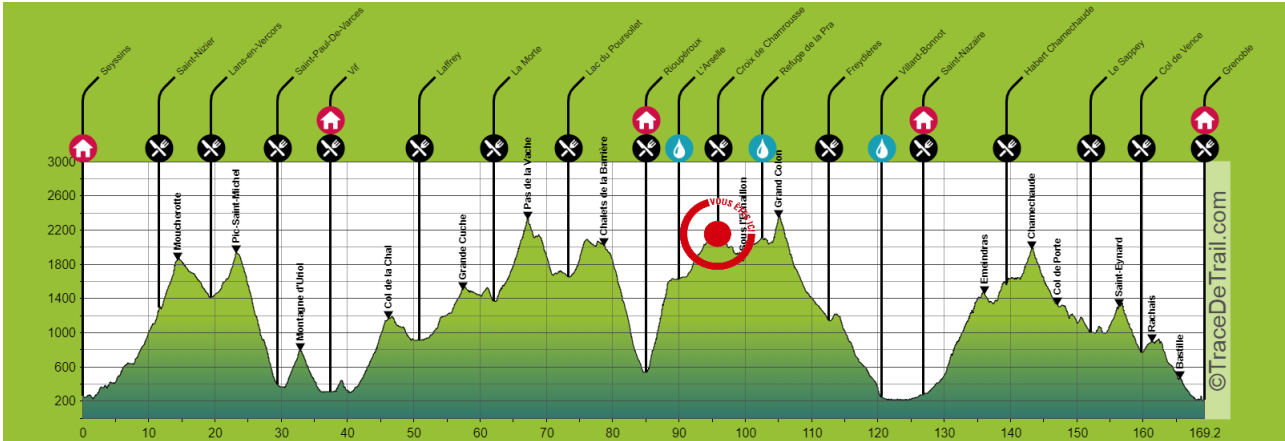 Seyssins
Saint-Nizier
Lans-en-Vercors
Saint-Paul-De-Varces
Vif
Laffrey
La Morte
Lac du Poursollet
Rioupéroux
L'Arselle
Croix de Chamrousse
Refuge de la Pra
Freydières
Villard-Bonnot
Saint-Nazaire
Habert Chamechaude
Le Sappey
Col de Vence
Grenoble
3000
2600
2200
1800
1400
1000
600
200
Moucherotte
Pic-Saint-Michel
Montagne d'Uriol
Col de la Chal
Grande Cuche
Pas de la Vache
Chalets de la Barrière
VOUS ÊTES ICI
Sous l'Echaillon
Grand Colon
Emeindras
Chamechaude
Col de Porte
Saint-Eynard
Rachais
Bastille
©TraceDeTrail.com
0 10 20 30 40 50 60 70 80 90 100 110 120 130 140 150 160 169.2